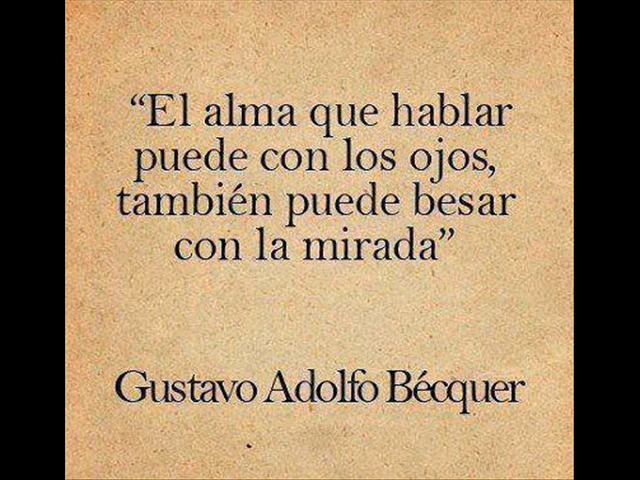 “El alma que hablar
puede con los ojos,
también puede besar
con la mirada”
Gustavo Adolfo Bécquer